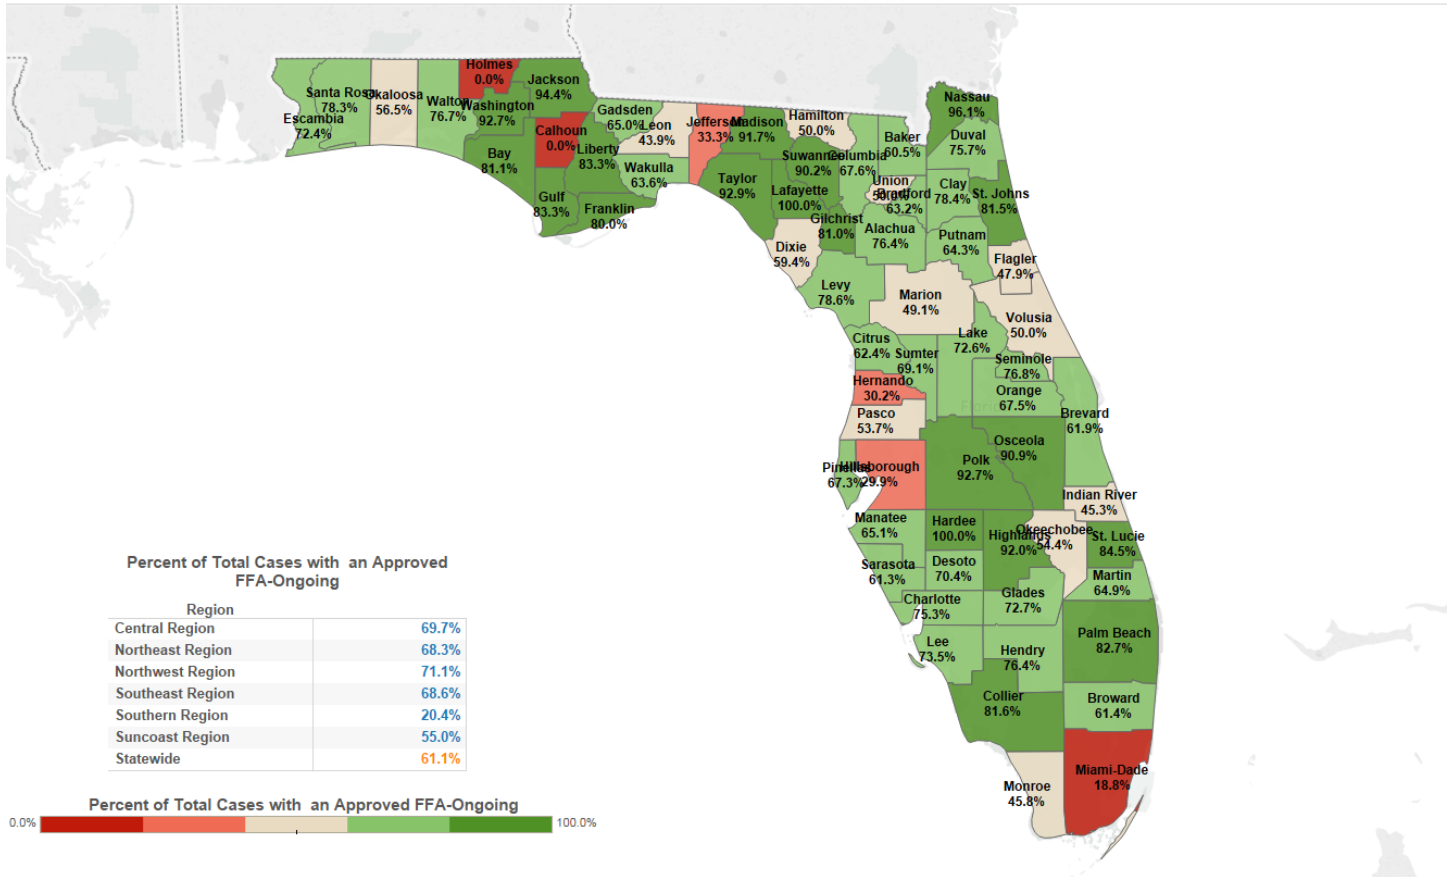 Holmes
0.0%
Jackson
94.4%
Santa Rosa
78.3%
Okaloosa
56.5%
Walton
76.7%
Washington
92.7%
Escambia
72.4%
Calhoun
0.0%
Bay
81.1%
Liberty
83.3%
Gulf
83.3%
Franklin
80.0%
Gadsden
65.0%
Leon
43.9%
Wakulla
63.6%
Jefferson
33.3%
Madison
91.7%
Taylor
92.9%
Hamilton
50.0%
Suwannee
90.2%
Lafayette
100.0%
Columbia
67.6%
Baker
60.5%
Nassau
96.1%
Duval
75.7%
Union
50.0%
Bradford
63.2%
Clay
78.4%
St. Johns
81.5%
Gilchrist
81.0%
Alachua
76.4%
Putnam
64.3%
Dixie
59.4%
Flagler
47.9%
Levy
78.6%
Marion
49.1%
Volusia
50.0%
Citrus
62.4%
Sumter
69.1%
Lake
72.6%
Seminole
76.8%
Hernando
30.2%
Orange
67.5%
Pasco
53.7%
Brevard
61.9%
Pinellas
67.3%
Hillsborough
29.9%
Polk
92.7%
Osceola
90.9%
Indian River
45.3%
Manatee
65.1%
Hardee
100.0%
Highlands
92.0%
Okeechobee
54.4%
St. Lucie
84.5%
Sarasota
61.3%
Desoto
70.4%
Martin
64.9%
Charlotte
75.3%
Glades
72.7%
Lee
73.5%
Hendry
76.4%
Palm Beach
82.7%
Collier
81.6%
Broward
61.4%
Monroe
45.8%
Miami-Dade
18.8%
Percent of Total Cases with an Approved
FFA-Ongoing
Region
Central Region 69.7%
Northeast Region 68.3%
Northwest Region 71.1%
Southeast Region 68.6%
Southern Region 20.4%
Suncoast Region 55.0%
Statewide 61.1%
Percent of Total Cases with an Approved FFA-Ongoing
0.0% 100.0%